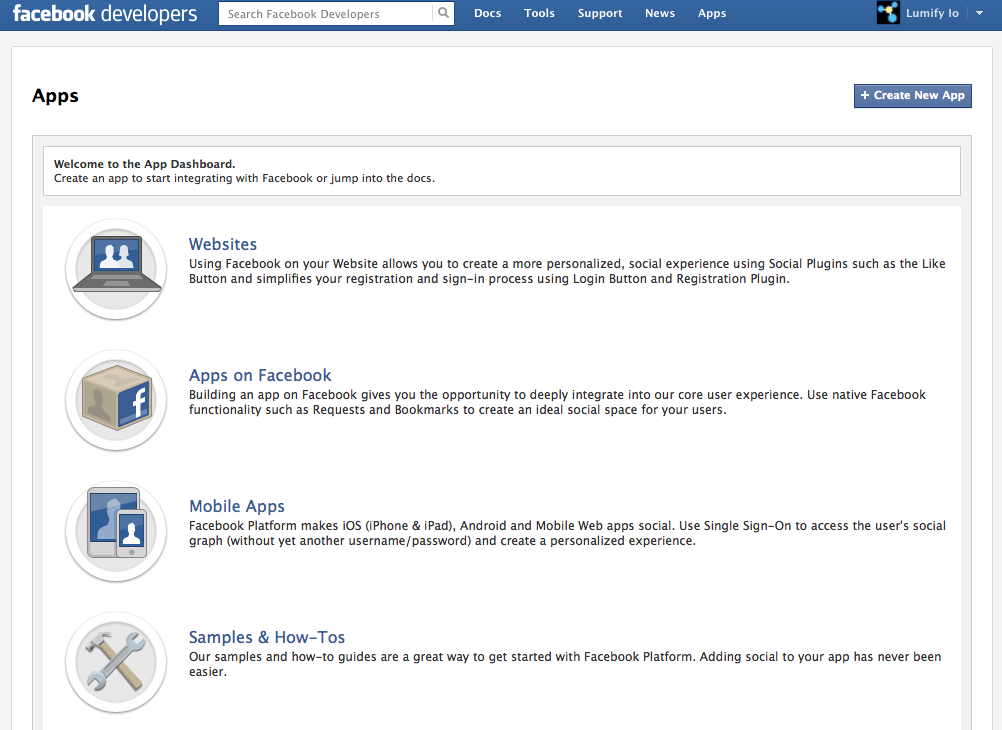 facebook developers Search Facebook Developers Docs Tools Support News Apps Lumify Io
Apps
+ Create New App
Welcome to the App Dashboard.
Create an app to start integrating with Facebook or jump into the docs.
Websites
Using Facebook on your Website allows you to create a more personalized, social experience using Social Plugins such as the Like
Button and simplifies your registration and sign-in process using Login Button and Registration Plugin.
Apps on Facebook
Building an app on Facebook gives you the opportunity to deeply integrate into our core user experience. Use native Facebook
functionality such as Requests and Bookmarks to create an ideal social space for your users.
f
Mobile Apps
Facebook Platform makes iOS (iPhone & iPad), Android and Mobile Web apps social. Use Single Sign-On to access the user's social
graph (without yet another username/password) and create a personalized experience.
Samples & How-Tos
Our samples and how-to guides are a great way to get started with Facebook Platform. Adding social to your app has never been
easier.